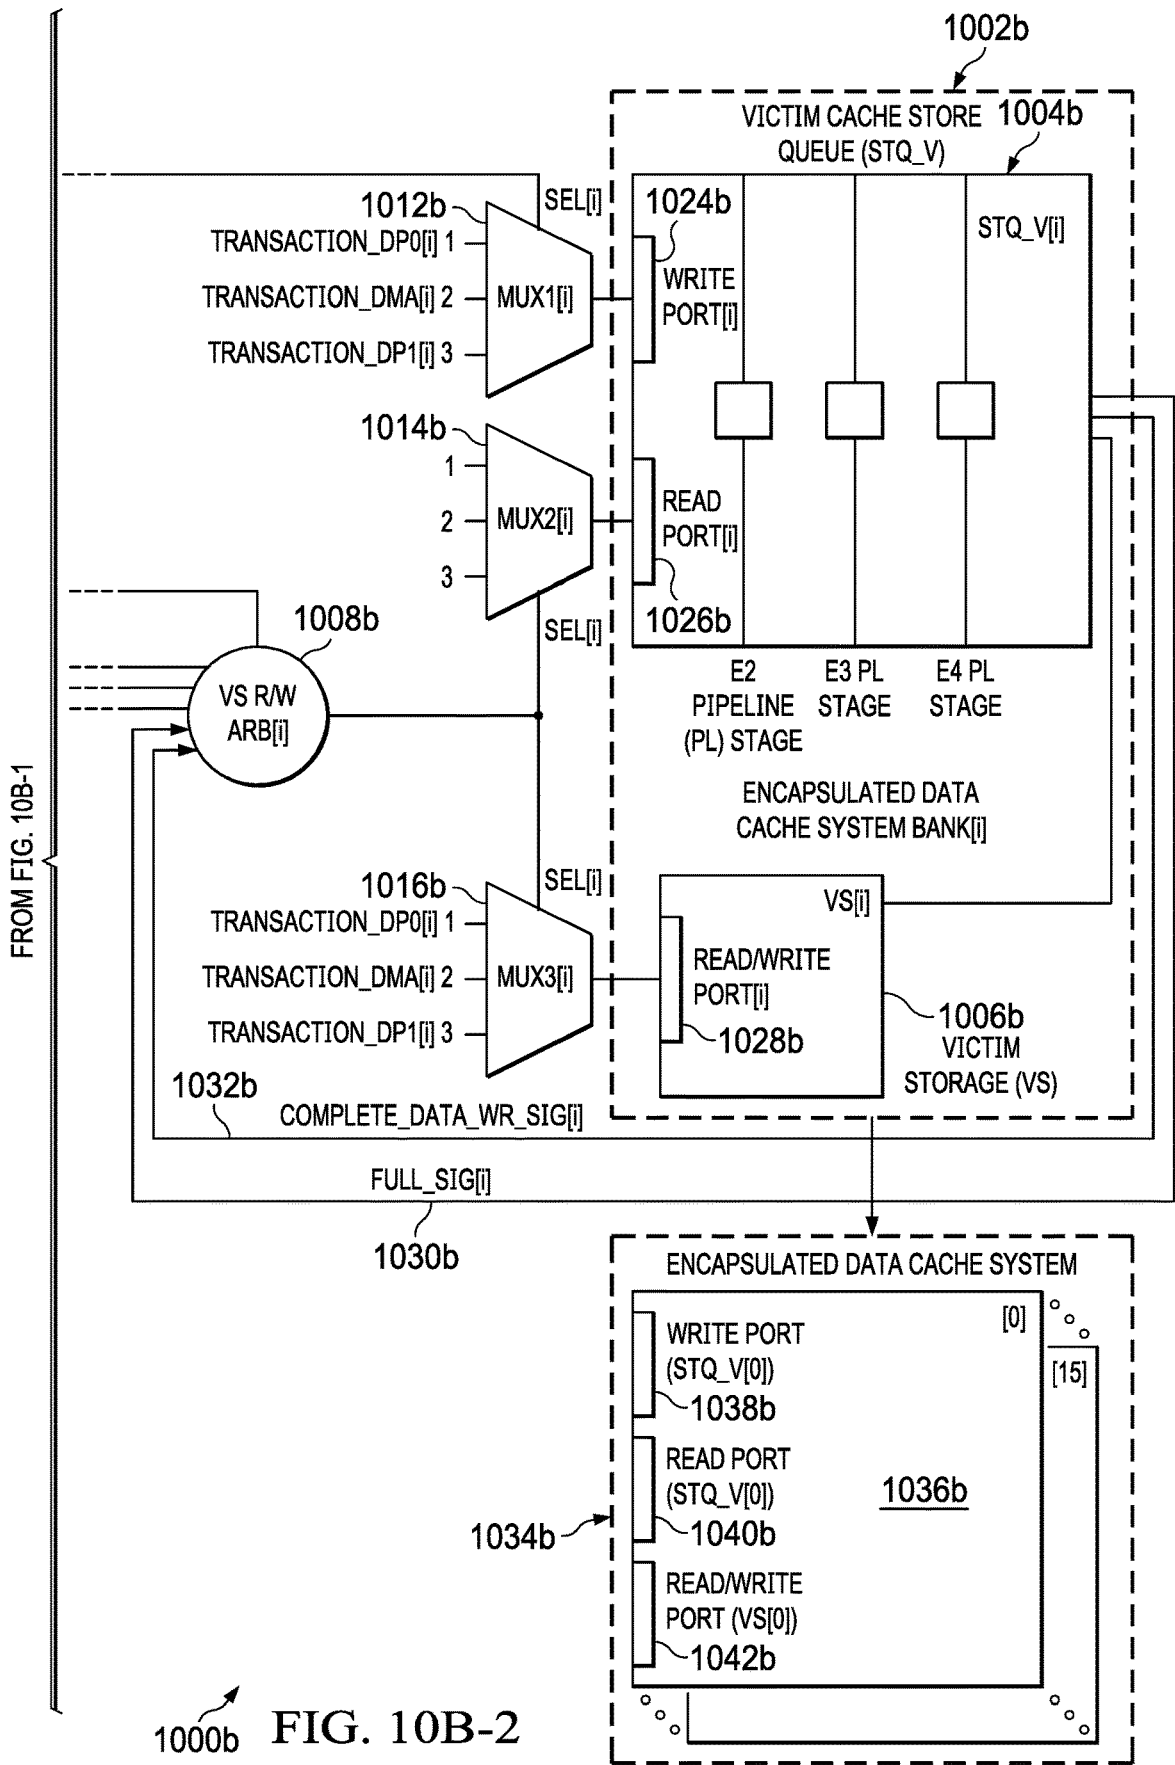 1002b
VICTIM CACHE STORE
QUEUE (STQ_V)
1004b
SEL[i]
1012b
TRANSACTION_DP0[i] 1
TRANSACTION_DMA[i] 2
TRANSACTION_DP1[i] 3
MUX1[i]
1024b
WRITE
PORT[i]
STQ_V[i]
1014b
1
2
3
MUX2[i]
READ
PORT[i]
1026b
SEL[i]
1008b
VS R/W
ARB[i]
E2
PIPELINE
(PL) STAGE
E3 PL
STAGE
E4 PL
STAGE
ENCAPSULATED DATA
CACHE SYSTEM BANK[i]
FROM FIG. 10B-1
SEL[i]
1016b
TRANSACTION_DP0[i] 1
TRANSACTION_DMA[i] 2
TRANSACTION_DP1[i] 3
MUX3[i]
VS[i]
READ/WRITE
PORT[i]
1028b
1006b
VICTIM
STORAGE (VS)
1032b
COMPLETE_DATA_WR_SIG[i]
FULL_SIG[i]
1030b
ENCAPSULATED DATA CACHE SYSTEM
[0]
[15]
WRITE PORT
(STQ_V[0])
1038b
READ PORT
(STQ_V[0])
1040b
1036b
1034b
READ/WRITE
PORT (VS[0])
1042b
1000b
FIG. 10B-2